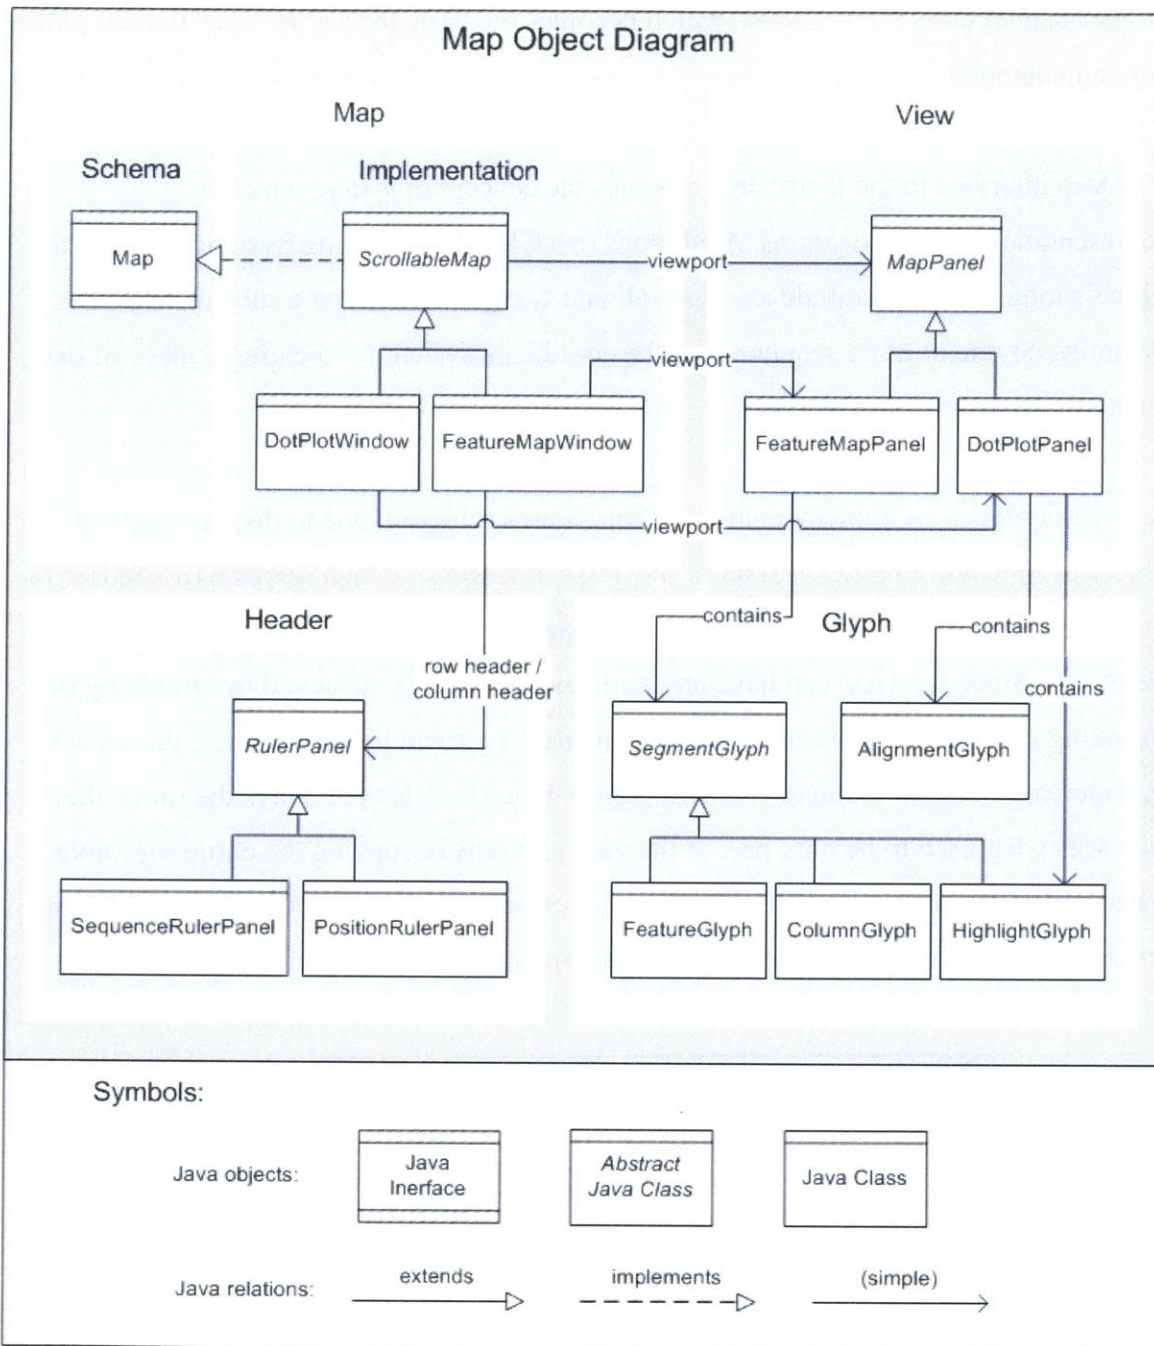 Map Object Diagram
Map
View
Schema
Implementation
Map
ScrollableMap
viewport
MapPanel
viewport
DotPlotWindow
FeatureMapWindow
FeatureMapPanel
DotPlotPanel
viewport
Header
contains
Glyph
contains
row header /
column header
contains
RulerPanel
SegmentGlyph
AlignmentGlyph
SequenceRulerPanel
PositionRulerPanel
FeatureGlyph
ColumnGlyph
HighlightGlyph
Symbols:
Java objects:
Java
Inerface
Abstract
Java Class
Java Class
Java relations:
extends
implements
(simple)